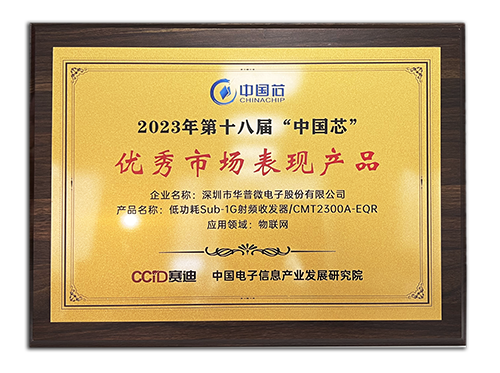 中国芯
CHINACHIP
2023年第十八届“中国芯”
优秀市场表现产品
企业名称：深圳市华普微电子股份有限公司
产品名称：低功耗Sub-1G射频收发器/CMT2300A-EQR
应用领域：物联网
CCID赛迪 中国电子信息产业发展研究院